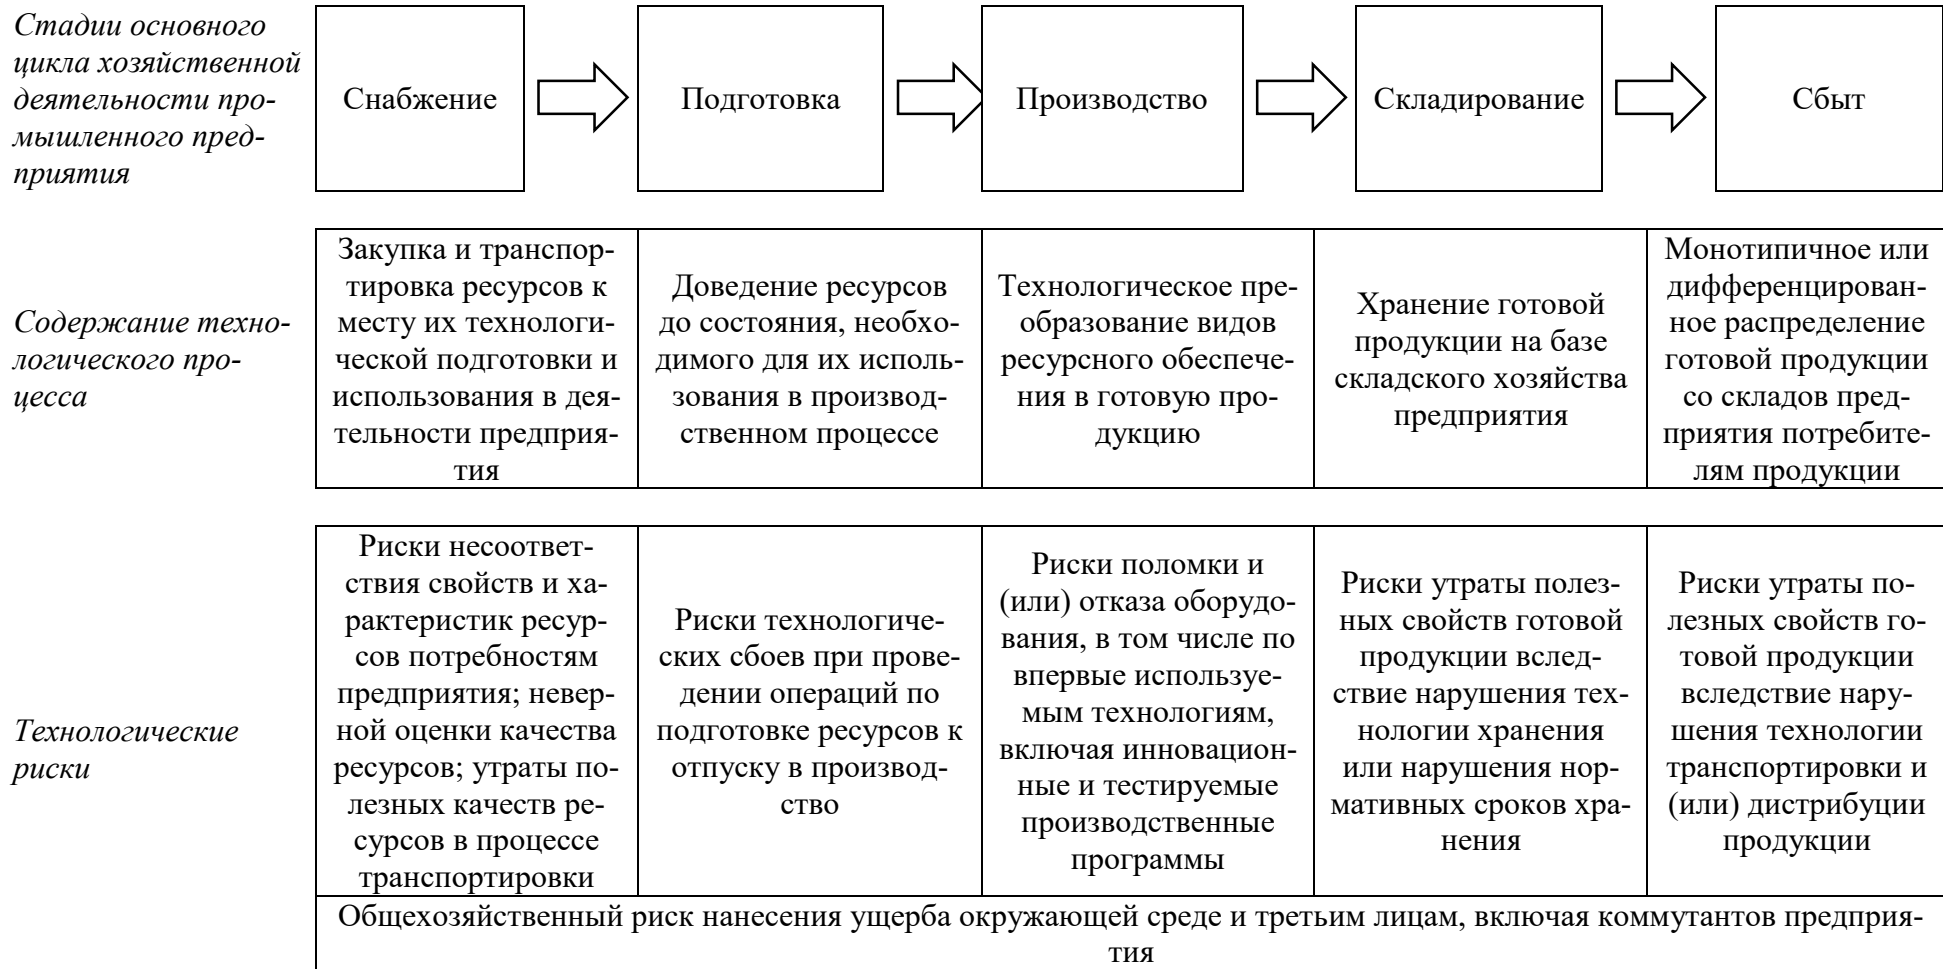 Стадии основного
цикла хозяйственной
деятельности про-
мышленного пред-
приятия
Снабжение
Подготовка
Производство
Складирование
Сбыт
Содержание техно-
логического про-
цесса
Закупка и транспор-
тировка ресурсов к
месту их технологи-
ческой подготовки и
использования в дея-
тельности предприя-
тия
Доведение ресурсов
до состояния, необхо-
димого для их исполь-
зования в производ-
ственном процессе
Технологическое пре-
образование видов
ресурсного обеспече-
ния в готовую про-
дукцию
Хранение готовой
продукции на базе
складского хозяйства
предприятия
Монотипичное или
дифференцирован-
ное распределение
готовой продукции
со складов пред-
приятия потребите-
лям продукции
Технологические
риски
Риски несоответ-
ствия свойств и ха-
рактеристик ресур-
сов потребностям
предприятия; невер-
ной оценки качества
ресурсов; утраты по-
лезных качеств ре-
сурсов в процессе
транспортировки
Риски технологиче-
ских сбоев при прове-
дении операций по
подготовке ресурсов к
отпуску в производ-
ство
Риски поломки и
(или) отказа оборудо-
вания, в том числе по
впервые используе-
мым технологиям,
включая инновацион-
ные и тестируемые
производственные
программы
Риски утраты полез-
ных свойств готовой
продукции вслед-
ствие нарушения тех-
нологии хранения
или нарушения нор-
мативных сроков хра-
нения
Риски утраты по-
лезных свойств го-
товой продукции
вследствие нару-
шения технологии
транспортировки и
(или) дистрибуции
продукции
Общехозяйственный риск нанесения ущерба окружающей среде и третьим лицам, включая коммутантов предприя-
тия